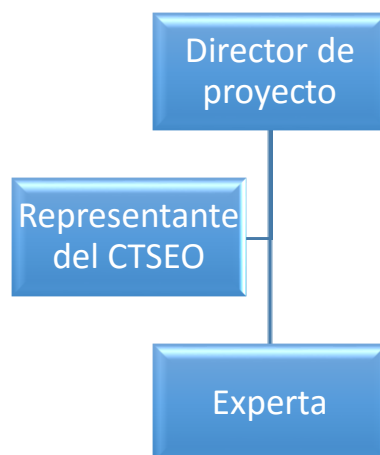 Director de
proyecto
Representante
del CTSEO
Experta